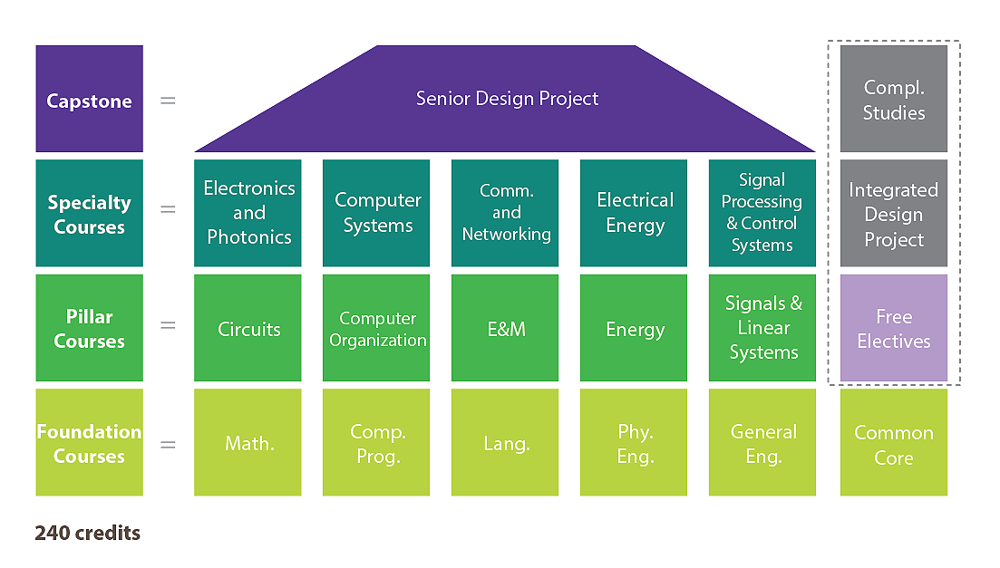 Capstone
=
Senior Design Project
Compl.
Studies
Specialty
Courses
=
Electronics
and
Photonics
Computer
Systems
Comm.
and
Networking
Electrical
Energy
Signal
Processing
& Control
Systems
Integrated
Design
Project
Pillar
Courses
=
Circuits
Computer
Organization
E&M
Energy
Signals &
Linear
Systems
Free
Electives
Foundation
Courses
=
Math.
Comp.
Prog.
Lang.
Phy.
Eng.
General
Eng.
Common
Core
240 credits